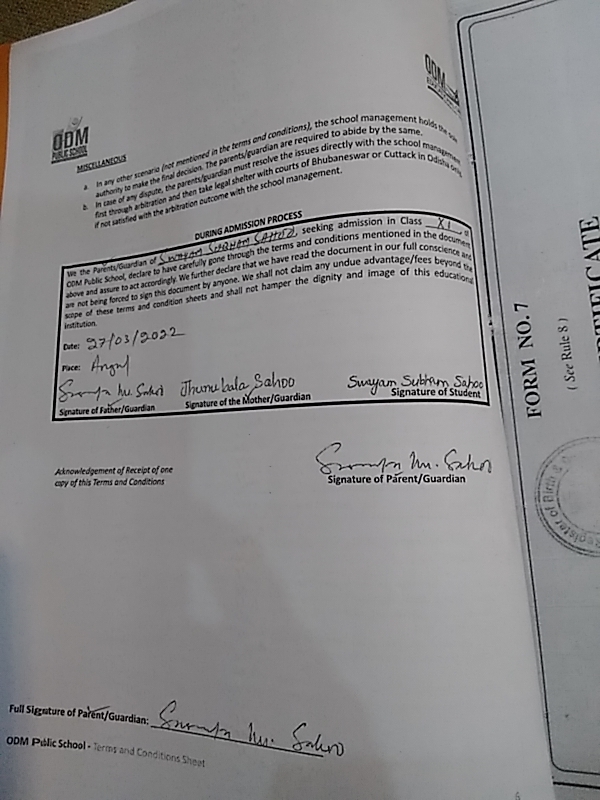 ODM
PUBLIC SCHOOL
ODM
MISCELLANEOUS
a. In any other scenario (not mentioned in the terms and conditions), the school management holds the
authority to make the final decision. The parents/guardian are required to abide by the same.
b. In case of any dispute, the parents/guardian must resolve the issues directly with the school management
first through arbitration and then take legal shelter with courts of Bhubaneswar or Cuttack in Odisha only
if not satisfied with the arbitration outcome with the school management.
DURING ADMISSION PROCESS
We the Parents/Guardian of SWAYAM SUBHAM SAHOO, seeking admission in Class XI
ODM Public School, declare to have carefully gone through the terms and conditions mentioned in the document
above and assure to act accordingly. We further declare that we have read the document in our full conscience and
are not being forced to sign this document by anyone. We shall not claim any undue advantage/fees beyond the
scope of these terms and condition sheets and shall not hamper the dignity and image of this educational
institution.
Date: 27/03/2022
Place: Angul
Sahoo Jhunubala Sahoo Swayam Subham Sahoo
Signature of Father/Guardian Signature of the Mother/Guardian Signature of Student
Acknowledgement of Receipt of one
copy of this Terms and Conditions
Sahoo
Signature of Parent/Guardian
Full Signature of Parent/Guardian: Sahoo
ODM Public School - Terms and Conditions Sheet
6
FORM NO. 7
( See Rule 8 )
Register of Birth &